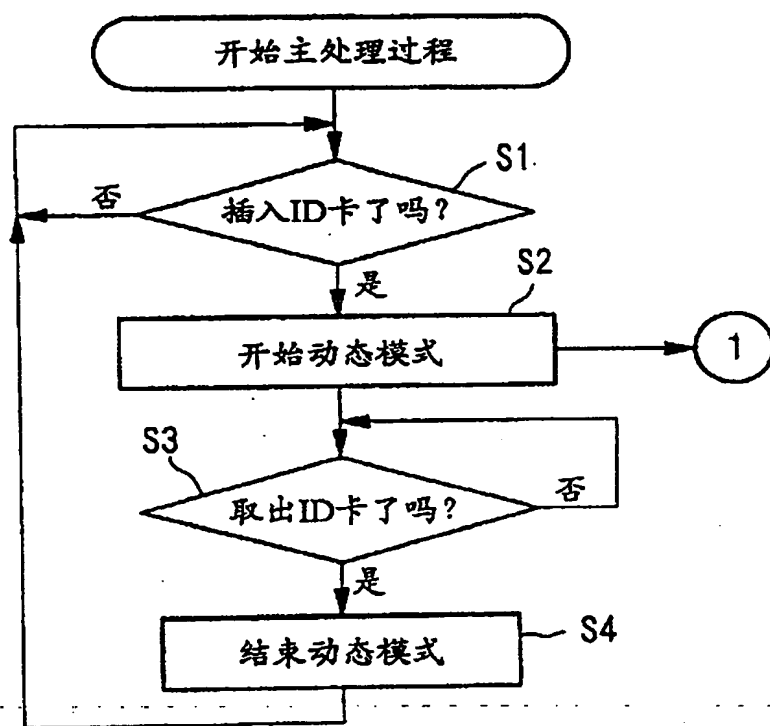 开始主处理过程
S1
否
插入ID卡了吗？
是
S2
开始动态模式
1
S3
取出ID卡了吗？
否
是
结束动态模式
S4